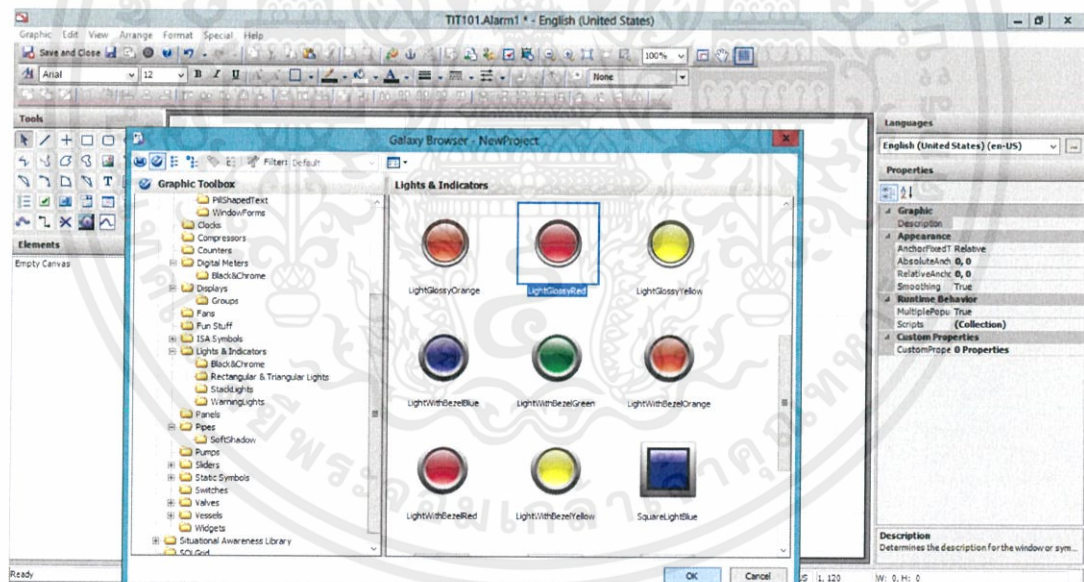 TIT101.Alarm1 * - English (United States)
Graphic Edit View Arrange Format Special Help
Save and Close 100%
Arial 12 B I U A None
Tools
Elements
Empty Canvas
Galaxy Browser - NewProject
Filter: Default
Graphic Toolbox
PillShapedText
WindowForms
Clocks
Compressors
Counters
Digital Meters
Black&Chrome
Displays
Groups
Fans
Fun Stuff
ISA Symbols
Lights & Indicators
Black&Chrome
Rectangular & Triangular Lights
StackLights
WarningLights
Panels
Pipes
SoftShadow
Pumps
Sliders
Static Symbols
Switches
Valves
Vessels
Widgets
Situational Awareness Library
SQLGrid
Lights & Indicators
LightGlossyOrange LightGlossyRed LightGlossyYellow
LightWithBezelBlue LightWithBezelGreen LightWithBezelOrange
LightWithBezelRed LightWithBezelYellow SquareLightBlue
OK Cancel
Languages
English (United States) (en-US)
Properties
Graphic
Description
Appearance
AnchorFixedT Relative
AbsoluteAnch 0, 0
RelativeAnchc 0, 0
Smoothing True
Runtime Behavior
MultiplePopu True
Scripts (Collection)
Custom Properties
CustomPrope 0 Properties
Description
Determines the description for the window or sym...
Ready
1, 120 W: 0, H: 0